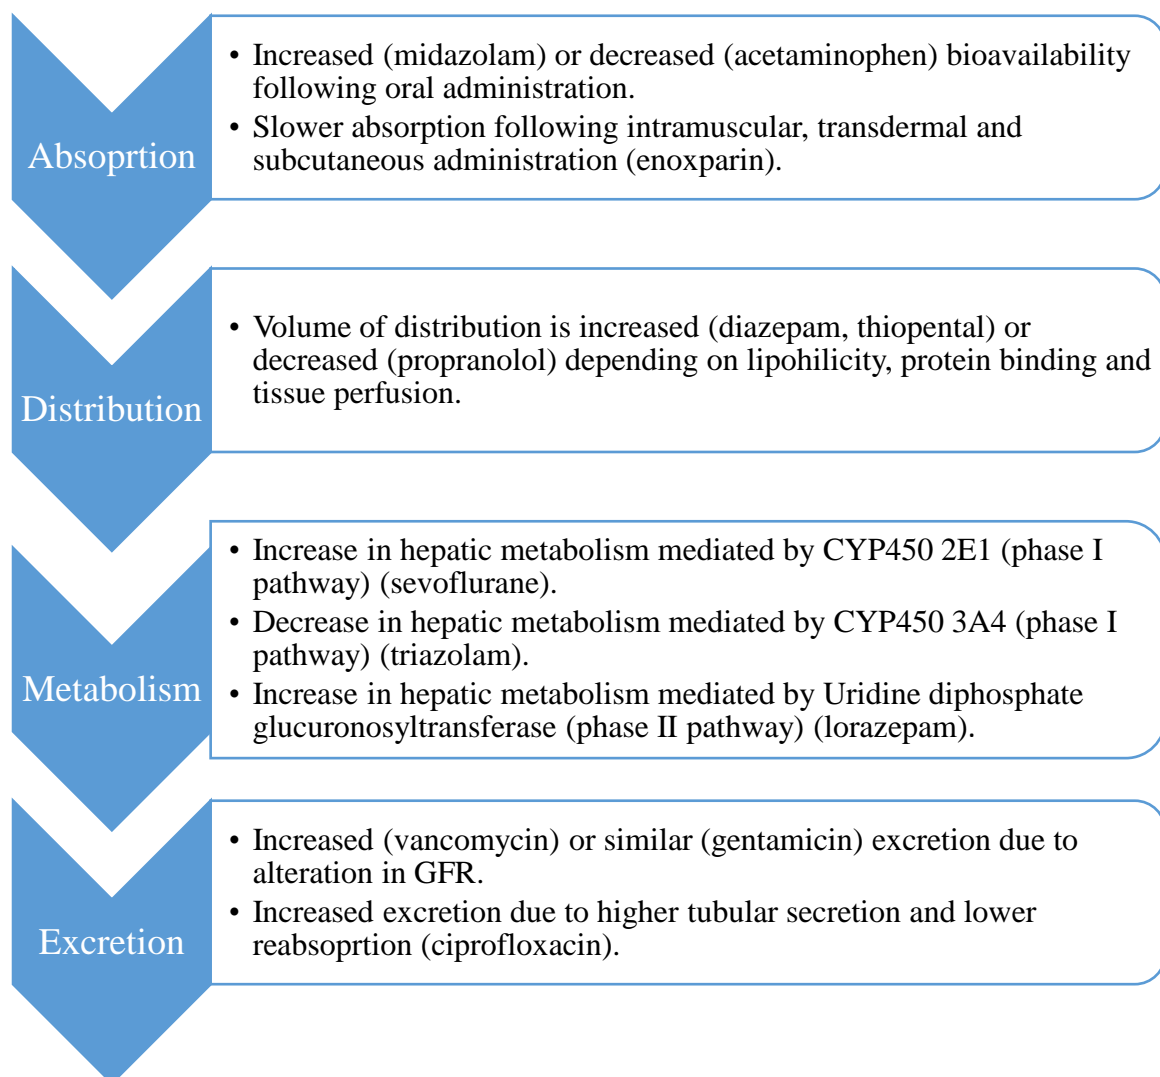 Absoprtion
• Increased (midazolam) or decreased (acetaminophen) bioavailability
following oral administration.
• Slower absorption following intramuscular, transdermal and
subcutaneous administration (enoxparin).
Distribution
• Volume of distribution is increased (diazepam, thiopental) or
decreased (propranolol) depending on lipohilicity, protein binding and
tissue perfusion.
Metabolism
• Increase in hepatic metabolism mediated by CYP450 2E1 (phase I
pathway) (sevoflurane).
• Decrease in hepatic metabolism mediated by CYP450 3A4 (phase I
pathway) (triazolam).
• Increase in hepatic metabolism mediated by Uridine diphosphate
glucuronosyltransferase (phase II pathway) (lorazepam).
Excretion
• Increased (vancomycin) or similar (gentamicin) excretion due to
alteration in GFR.
• Increased excretion due to higher tubular secretion and lower
reabsoprtion (ciprofloxacin).